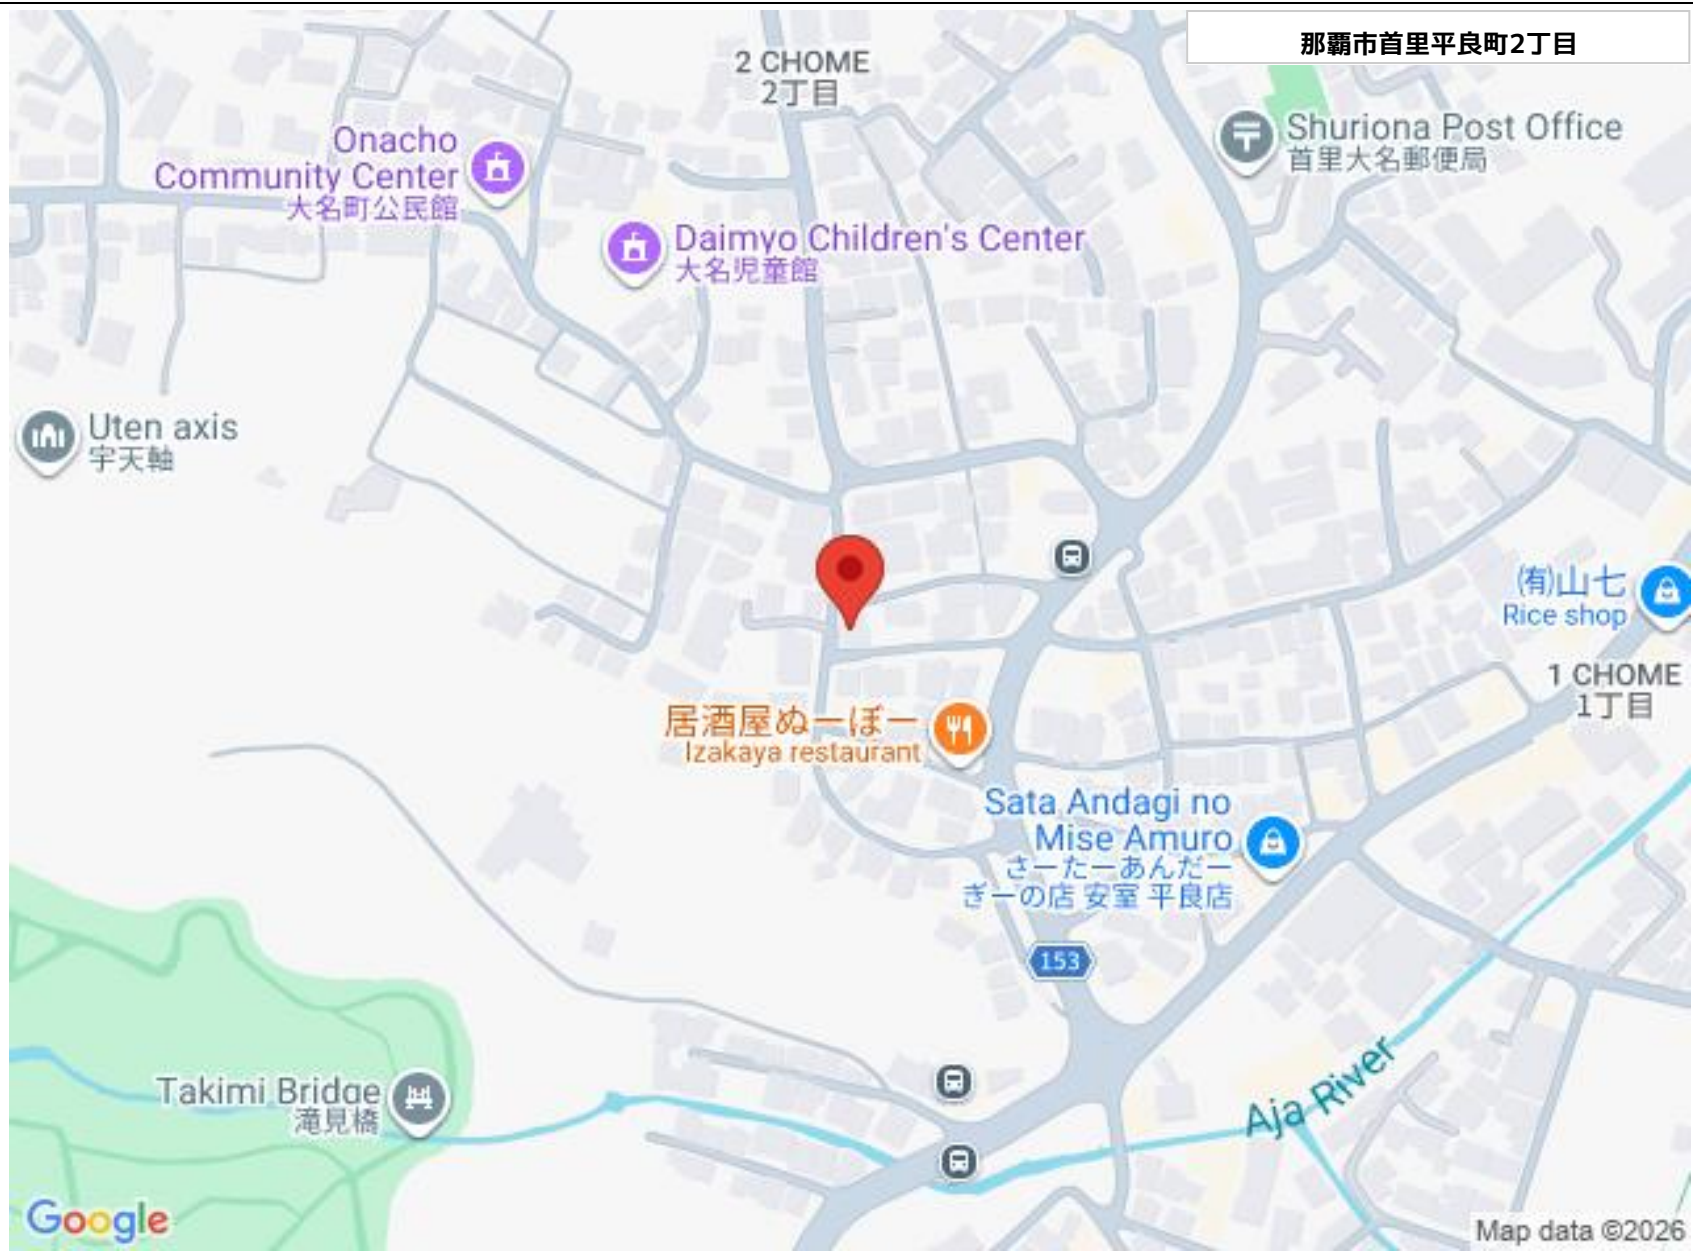 那覇市首里平良町2丁目
2 CHOME
2丁目
Shuriona Post Office
首里大名郵便局
Onacho
Community Center
大名町公民館
Daimyo Children's Center
大名児童館
Uten axis
宇天軸
㈲山七
Rice shop
1 CHOME
1丁目
居酒屋ぬーぼー
Izakaya restaurant
Sata Andagi no
Mise Amuro
さーたーあんだー
ぎーの店 安室 平良店
153
Takimi Bridge
滝見橋
Aja River
Google
Map data ©2026